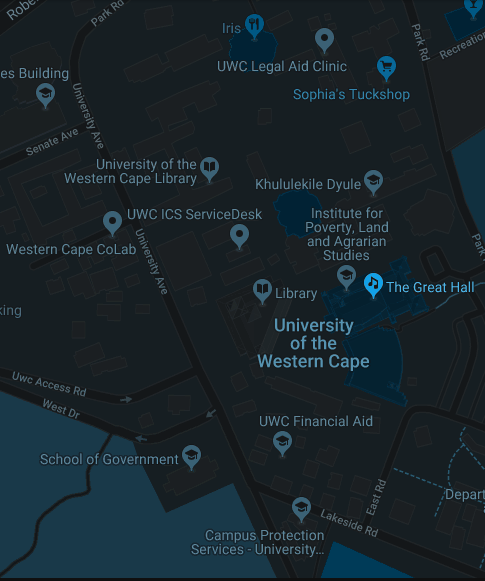 Robe
Park Rd
Iris
Park Rd
Recreation
UWC Legal Aid Clinic
es Building
Sophia's Tuckshop
University Ave
Senate Ave
University of the
Western Cape Library
Khululekile Dyule
UWC ICS ServiceDesk
Institute for
Poverty, Land
and Agrarian
Studies
Western Cape CoLab
University Ave
Library
The Great Hall
king
University
of the
Western Cape
Uwc Access Rd
West Dr
UWC Financial Aid
School of Government
East Rd
Depart
Lakeside Rd
Campus Protection
Services - University...